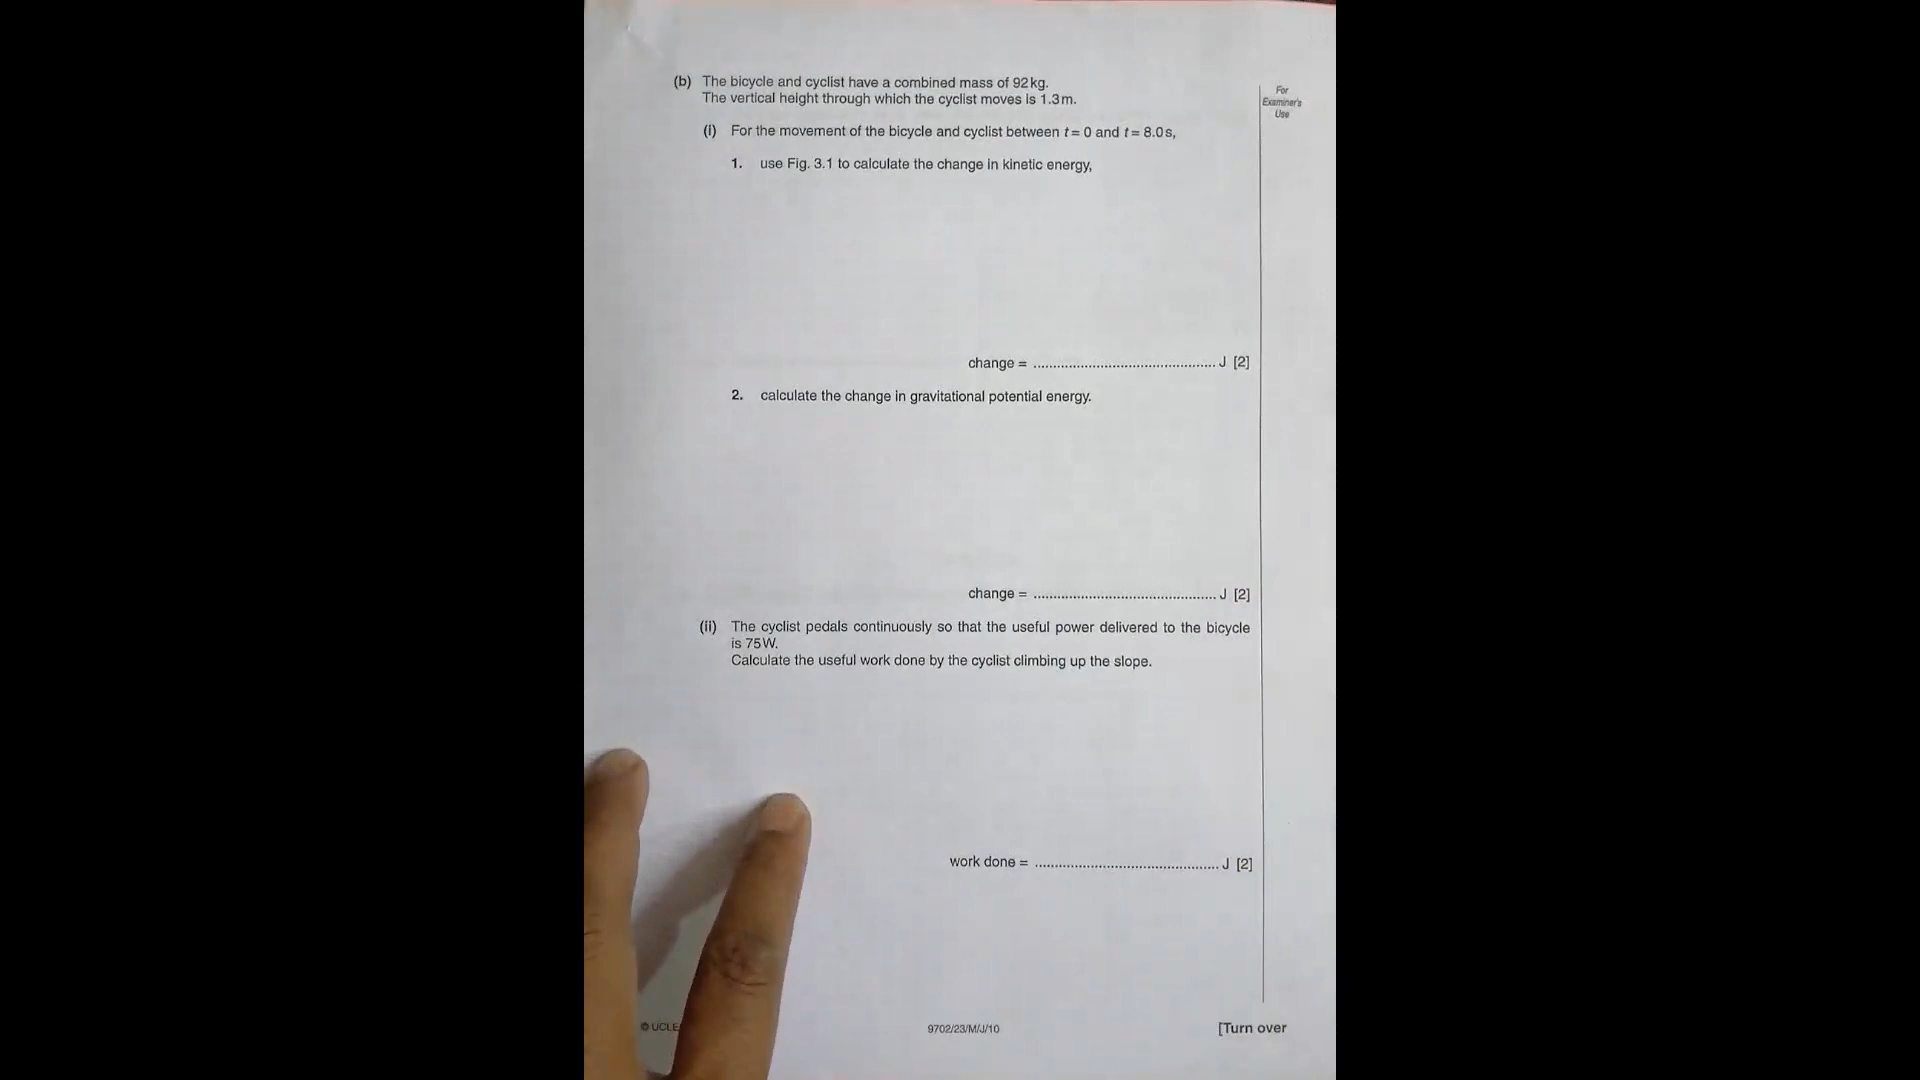 (b) The bicycle and cyclist have a combined mass of 92 kg.
The vertical height through which the cyclist moves is 1.3 m.
For
Examiner's
Use
(i) For the movement of the bicycle and cyclist between t = 0 and t = 8.0 s,
1. use Fig. 3.1 to calculate the change in kinetic energy,
change = .............................................. J [2]
2. calculate the change in gravitational potential energy.
change = .............................................. J [2]
(ii) The cyclist pedals continuously so that the useful power delivered to the bicycle
is 75 W.
Calculate the useful work done by the cyclist climbing up the slope.
work done = .............................................. J [2]
© UCLE
9702/23/M/J/10
[Turn over